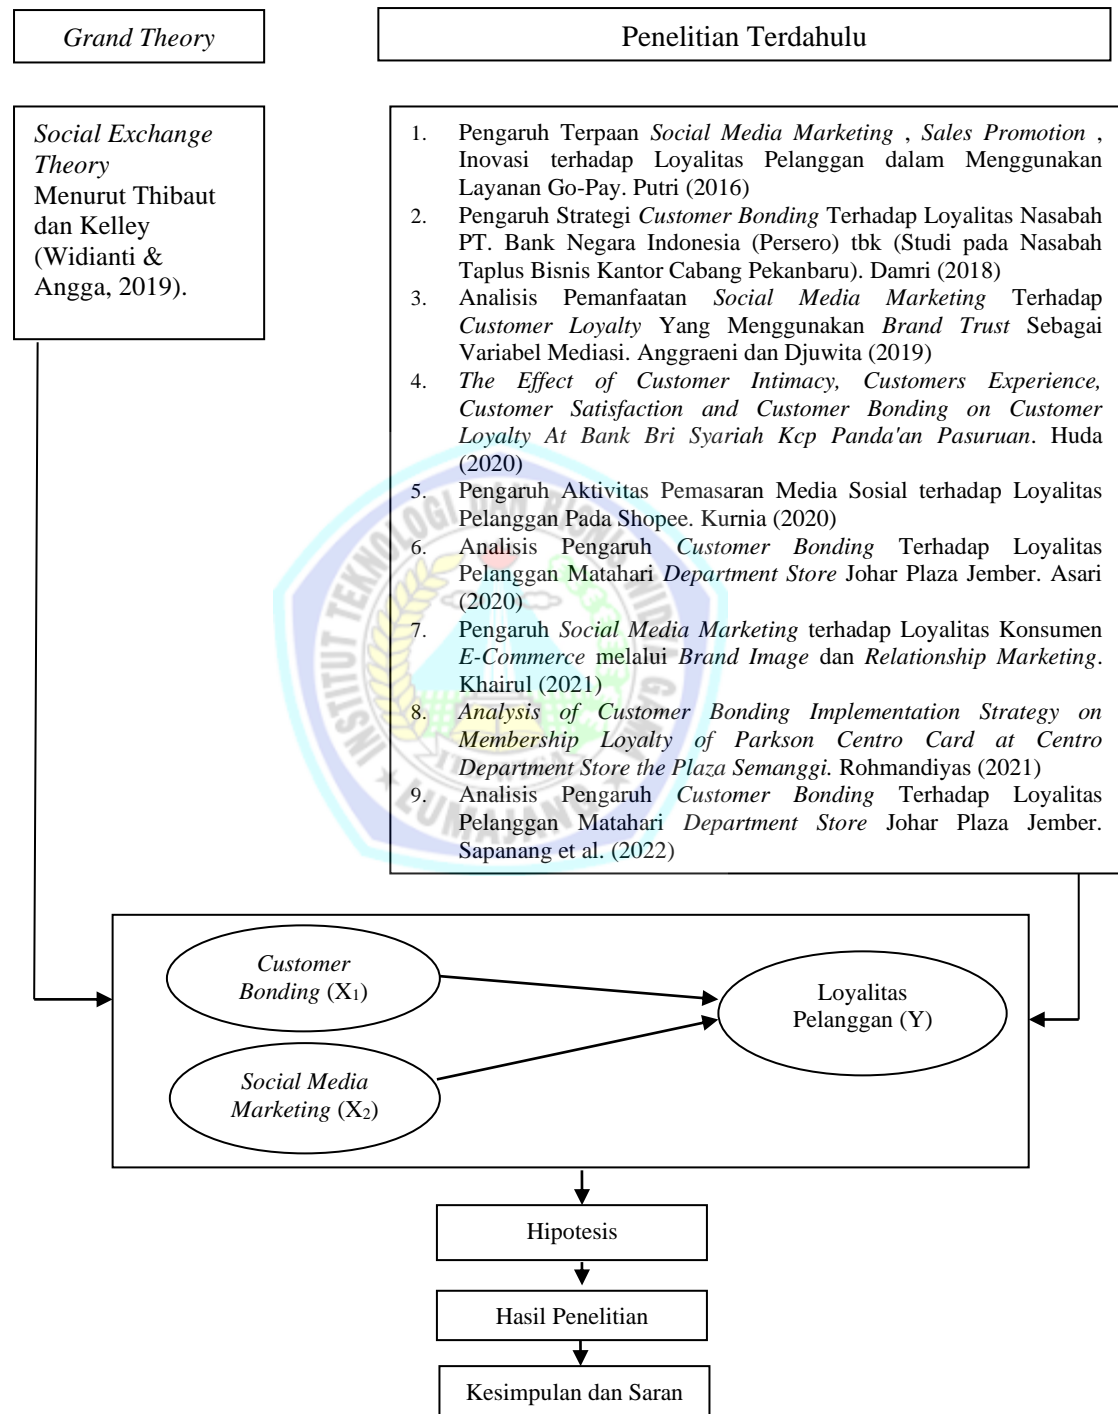 Grand Theory
Penelitian Terdahulu
Social Exchange
Theory
Menurut Thibaut
dan Kelley
(Widianti &
Angga, 2019).
1. Pengaruh Terpaan Social Media Marketing , Sales Promotion ,
Inovasi terhadap Loyalitas Pelanggan dalam Menggunakan
Layanan Go-Pay. Putri (2016)
2. Pengaruh Strategi Customer Bonding Terhadap Loyalitas Nasabah
PT. Bank Negara Indonesia (Persero) tbk (Studi pada Nasabah
Taplus Bisnis Kantor Cabang Pekanbaru). Damri (2018)
3. Analisis Pemanfaatan Social Media Marketing Terhadap
Customer Loyalty Yang Menggunakan Brand Trust Sebagai
Variabel Mediasi. Anggraeni dan Djuwita (2019)
4. The Effect of Customer Intimacy, Customers Experience,
Customer Satisfaction and Customer Bonding on Customer
Loyalty At Bank Bri Syariah Kcp Panda'an Pasuruan. Huda
(2020)
5. Pengaruh Aktivitas Pemasaran Media Sosial terhadap Loyalitas
Pelanggan Pada Shopee. Kurnia (2020)
6. Analisis Pengaruh Customer Bonding Terhadap Loyalitas
Pelanggan Matahari Department Store Johar Plaza Jember. Asari
(2020)
7. Pengaruh Social Media Marketing terhadap Loyalitas Konsumen
E-Commerce melalui Brand Image dan Relationship Marketing.
Khairul (2021)
8. Analysis of Customer Bonding Implementation Strategy on
Membership Loyalty of Parkson Centro Card at Centro
Department Store the Plaza Semanggi. Rohmandiyas (2021)
9. Analisis Pengaruh Customer Bonding Terhadap Loyalitas
Pelanggan Matahari Department Store Johar Plaza Jember.
Sapanang et al. (2022)
INSTITUT TEKNOLOGI DAN BISNIS WIDYA GAMA
LUMAJANG
Customer
Bonding (X₁)
Loyalitas
Pelanggan (Y)
Social Media
Marketing (X₂)
Hipotesis
Hasil Penelitian
Kesimpulan dan Saran